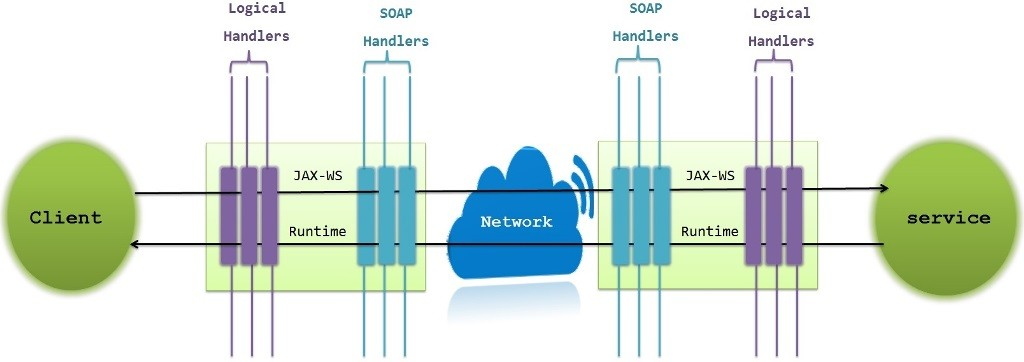 Logical
Handlers
SOAP
Handlers
SOAP
Handlers
Logical
Handlers
JAX-WS
Runtime
JAX-WS
Runtime
Client
Network
service